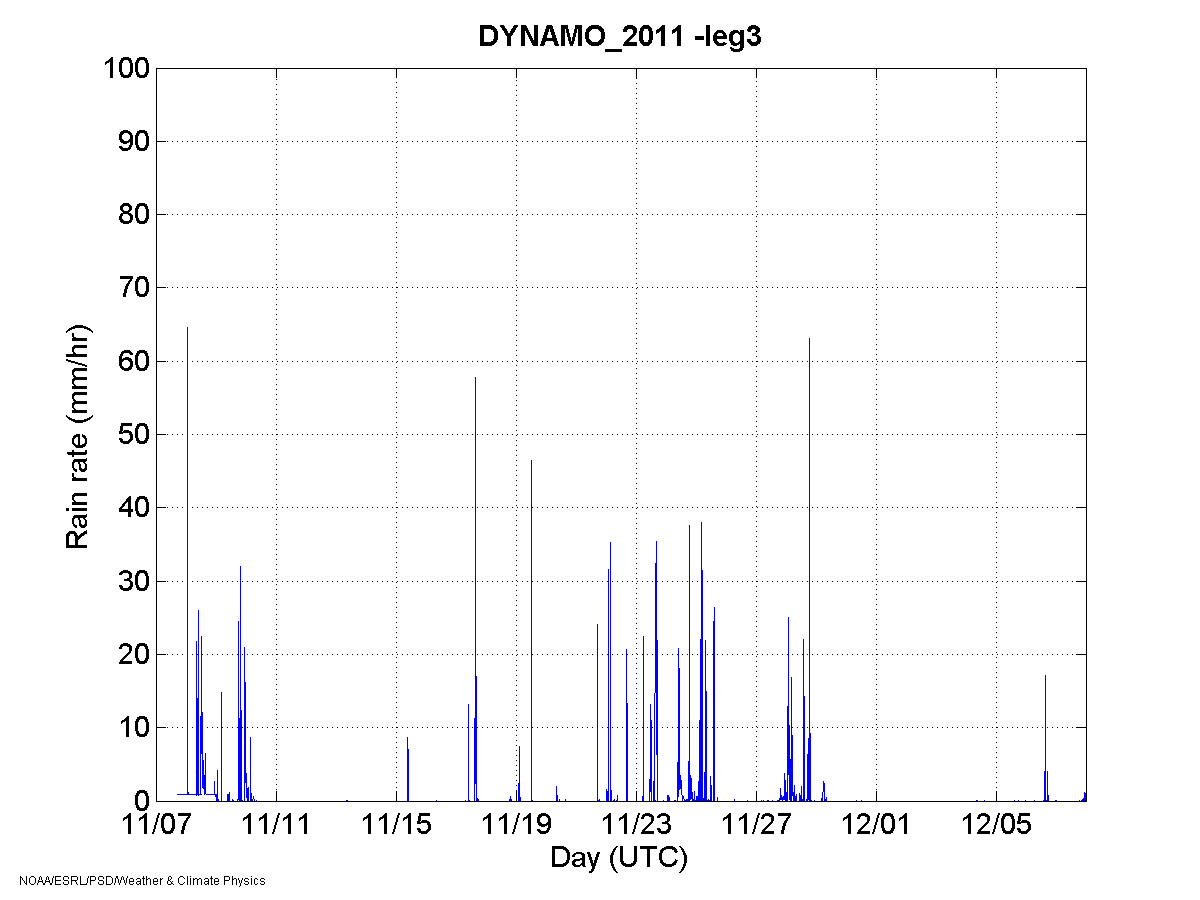 DYNAMO_2011 -leg3
100
90
80
70
60
50
40
30
20
10
0
Rain rate (mm/hr)
11/07 11/11 11/15 11/19 11/23 11/27 12/01 12/05
Day (UTC)
NOAA/ESRL/PSD/Weather & Climate Physics